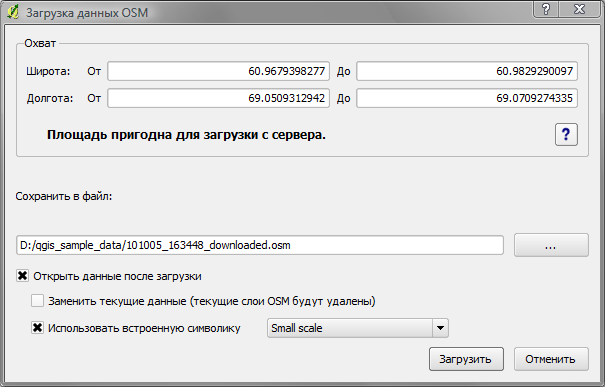 Загрузка данных OSM
Охват
Широта: От 60.9679398277 До 60.9829290097
Долгота: От 69.0509312942 До 69.0709274335
Площадь пригодна для загрузки с сервера. ?
Сохранить в файл:
D:/qgis_sample_data/101005_163448_downloaded.osm ...
Открыть данные после загрузки
Заменить текущие данные (текущие слои OSM будут удалены)
Использовать встроенную символику Small scale
Загрузить Отменить